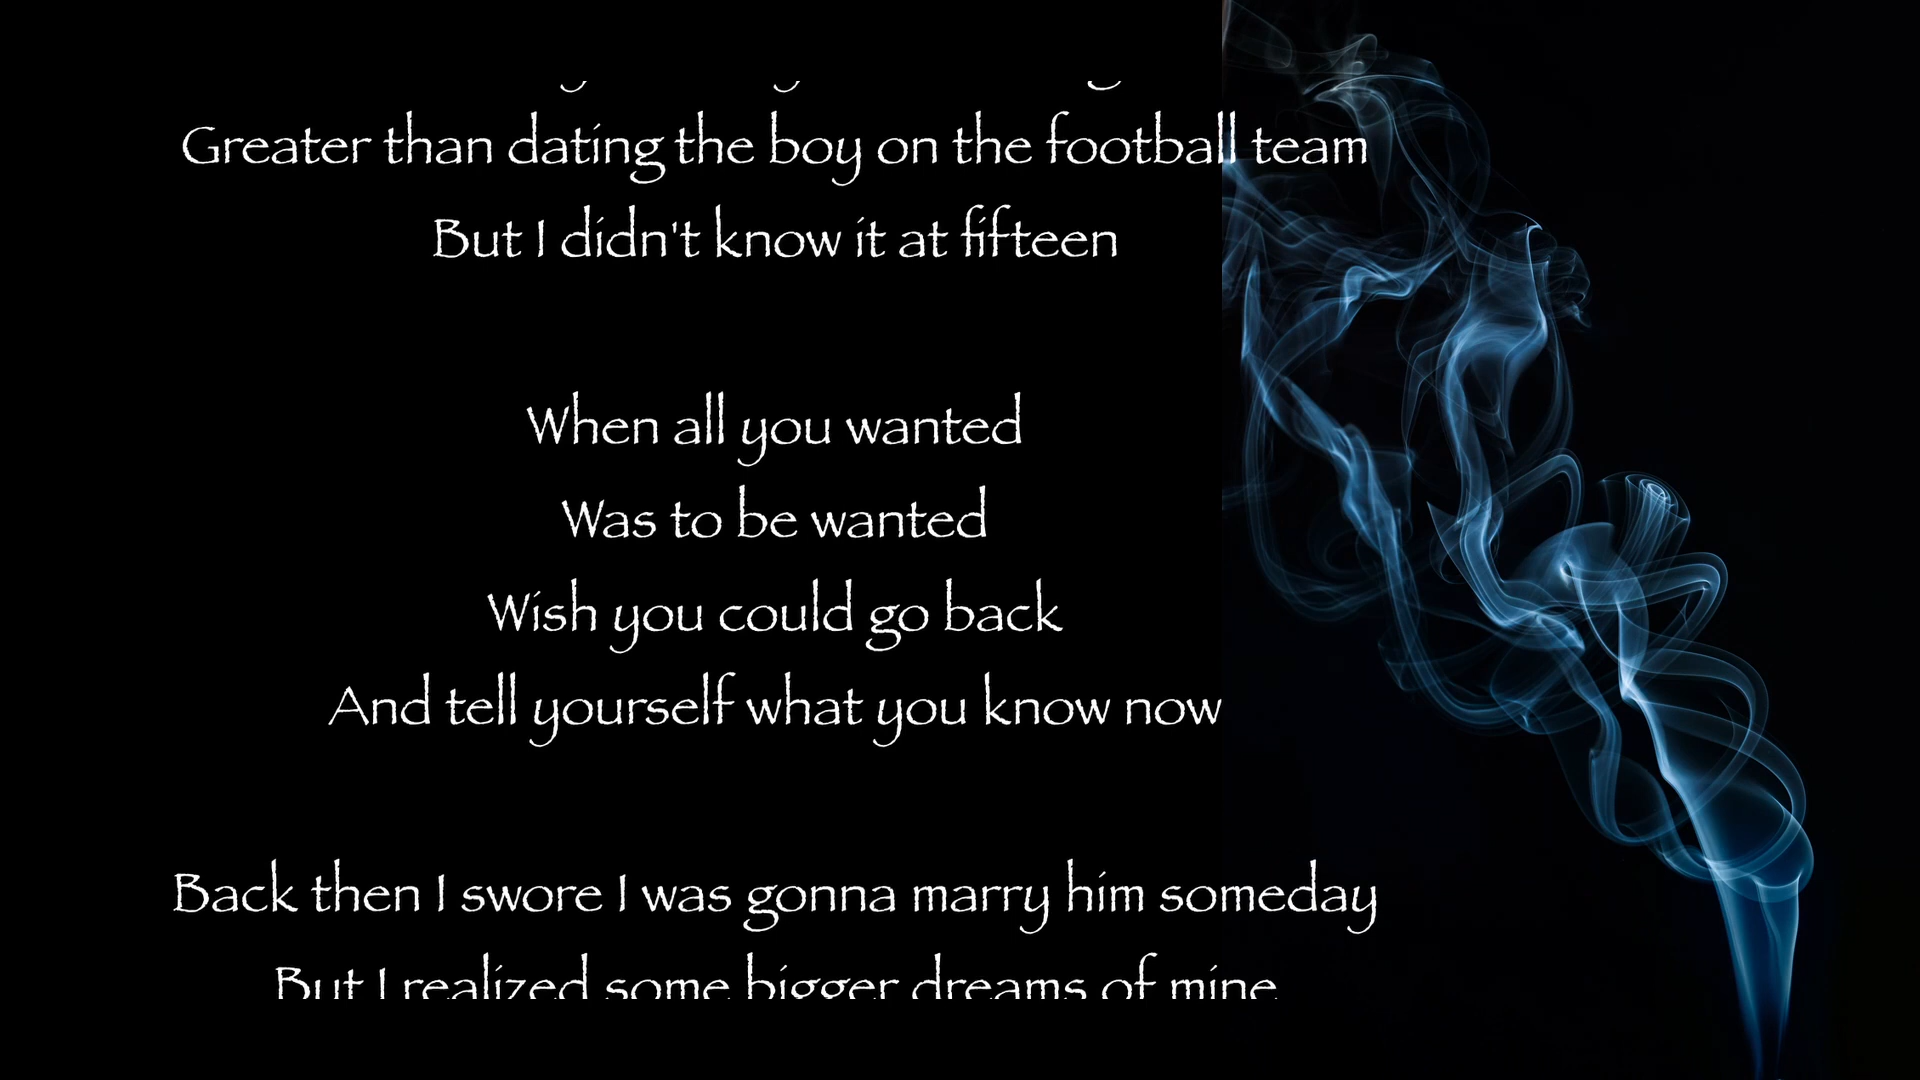 Greater than dating the boy on the football team
But I didn't know it at fifteen
When all you wanted
Was to be wanted
Wish you could go back
And tell yourself what you know now
Back then I swore I was gonna marry him someday
But I realized some bigger dreams of mine